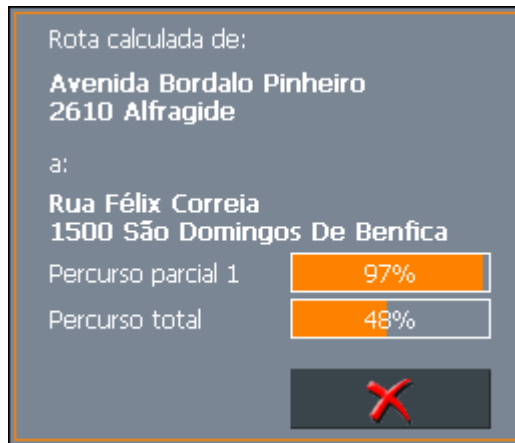 Rota calculada de:
Avenida Bordalo Pinheiro
2610 Alfragide
a:
Rua Félix Correia
1500 São Domingos De Benfica
Percurso parcial 1 97%
Percurso total 48%